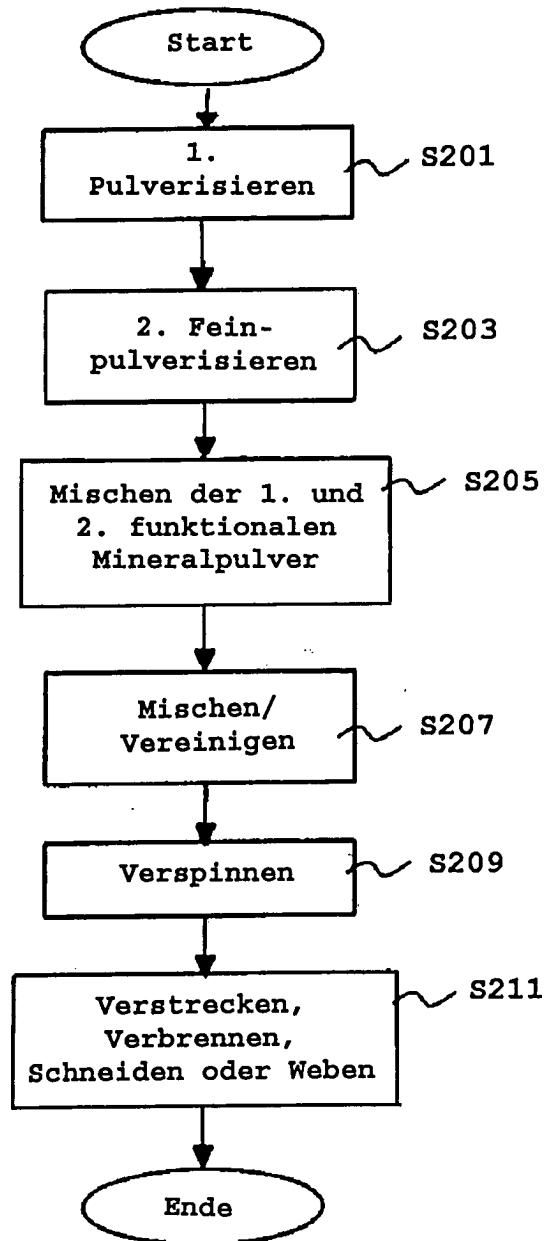 Start
1.
Pulverisieren
S201
2. Fein-
pulverisieren
S203
Mischen der 1. und
2. funktionalen
Mineralpulver
S205
Mischen/
Vereinigen
S207
Verspinnen
S209
Verstrecken,
Verbrennen,
Schneiden oder Weben
S211
Ende